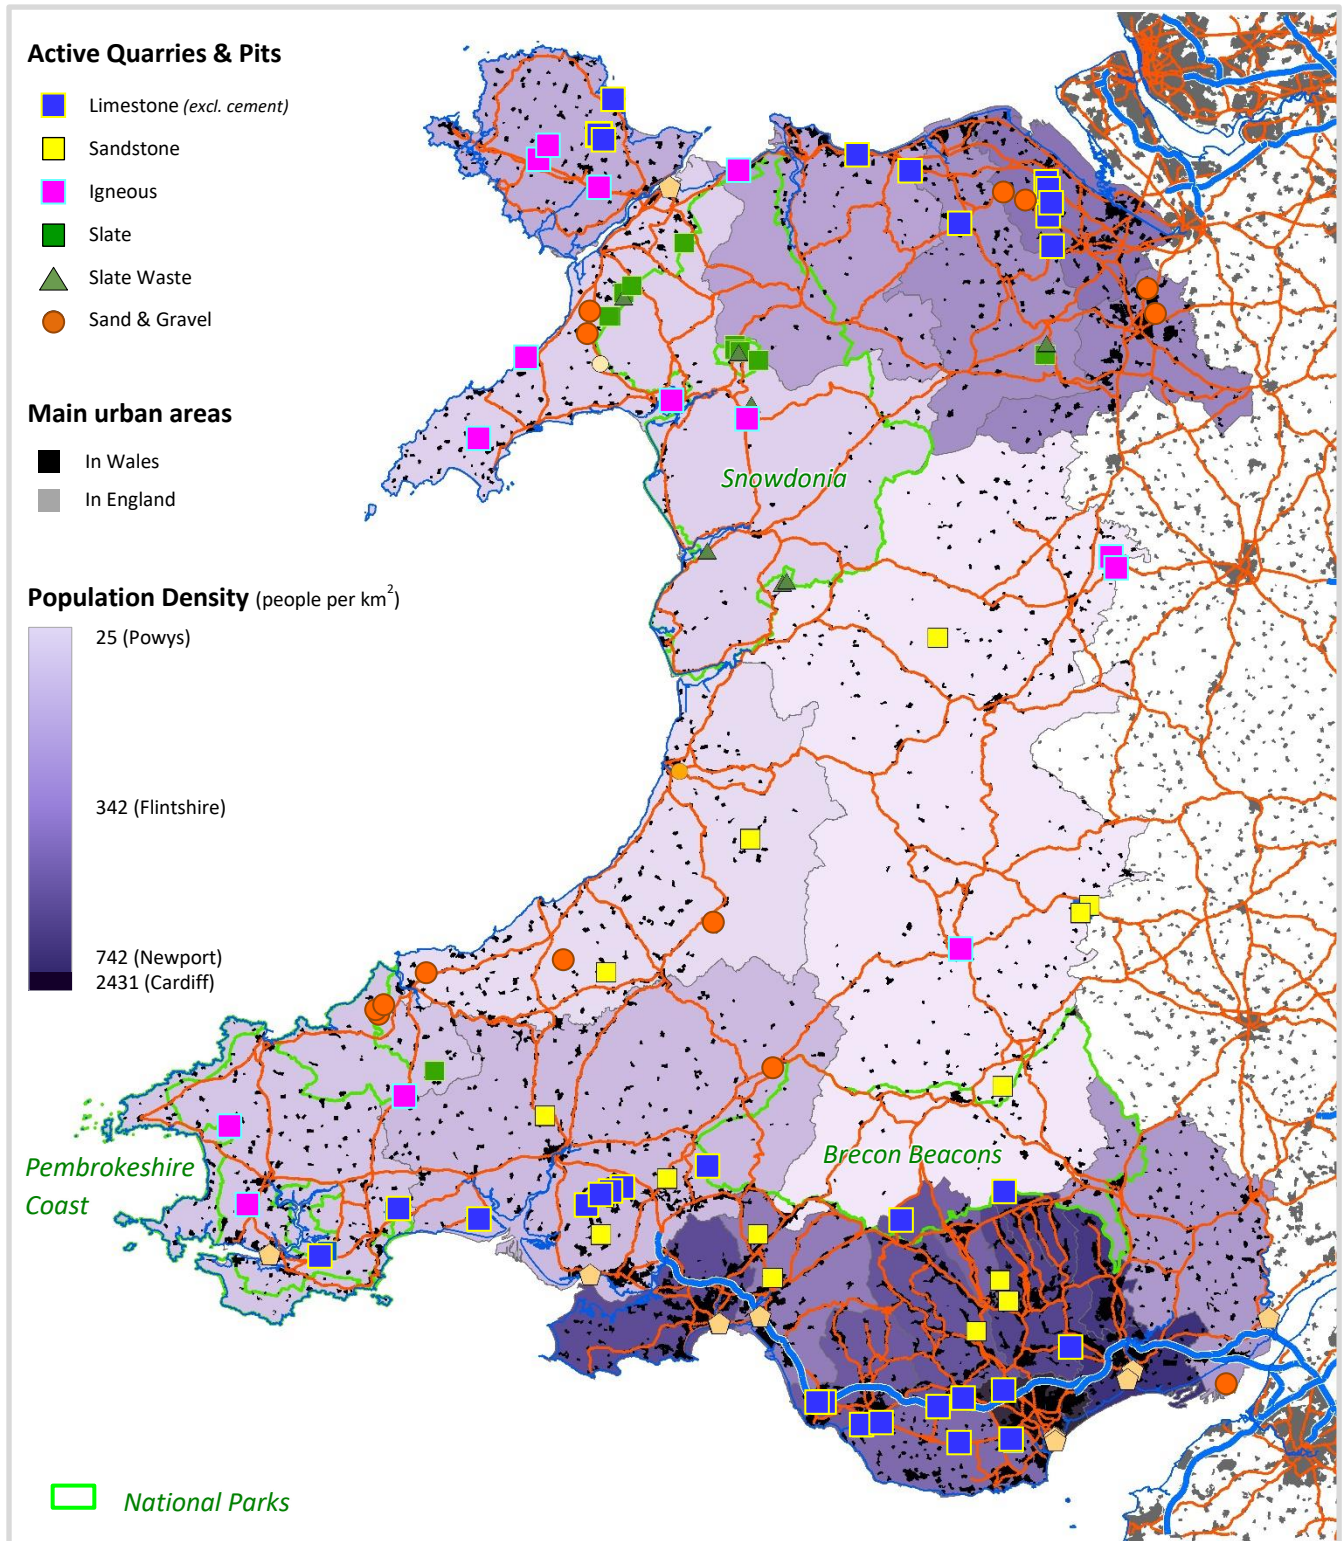 Active Quarries & Pits
Limestone (excl. cement)
Sandstone
Igneous
Slate
Slate Waste
Sand & Gravel
Main urban areas
In Wales
In England
Population Density (people per km²)
25 (Powys)
342 (Flintshire)
742 (Newport)
2431 (Cardiff)
Snowdonia
Pembrokeshire
Coast
Brecon Beacons
National Parks